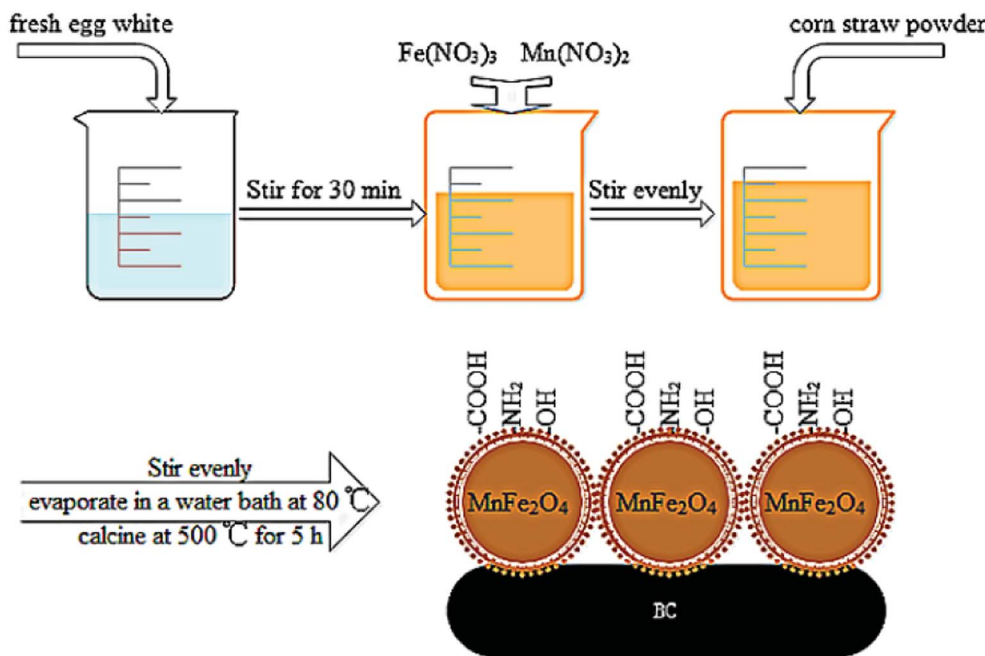 fresh egg white
Fe(NO₃)₃ Mn(NO₃)₂
corn straw powder
Stir for 30 min
Stir evenly
Stir evenly
evaporate in a water bath at 80 ℃
calcine at 500 ℃ for 5 h
-COOH
-NH₂
-OH
-COOH
-NH₂
-OH
-COOH
-NH₂
-OH
MnFe₂O₄
MnFe₂O₄
MnFe₂O₄
BC